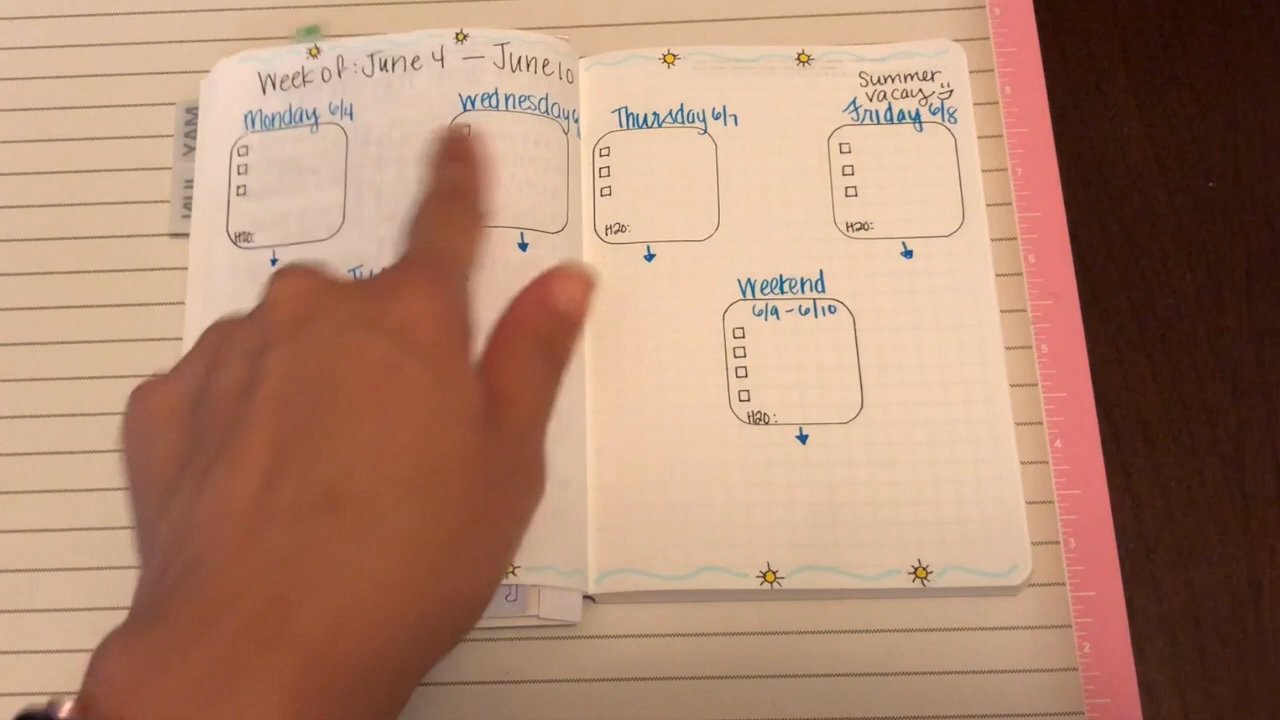 Week of: June 4 – June 10
Monday 6/4
H2O:
Wednesday
Thursday 6/7
H2O:
Summer
vacay
Friday 6/8
H2O:
Weekend
6/9 - 6/10
H2O: